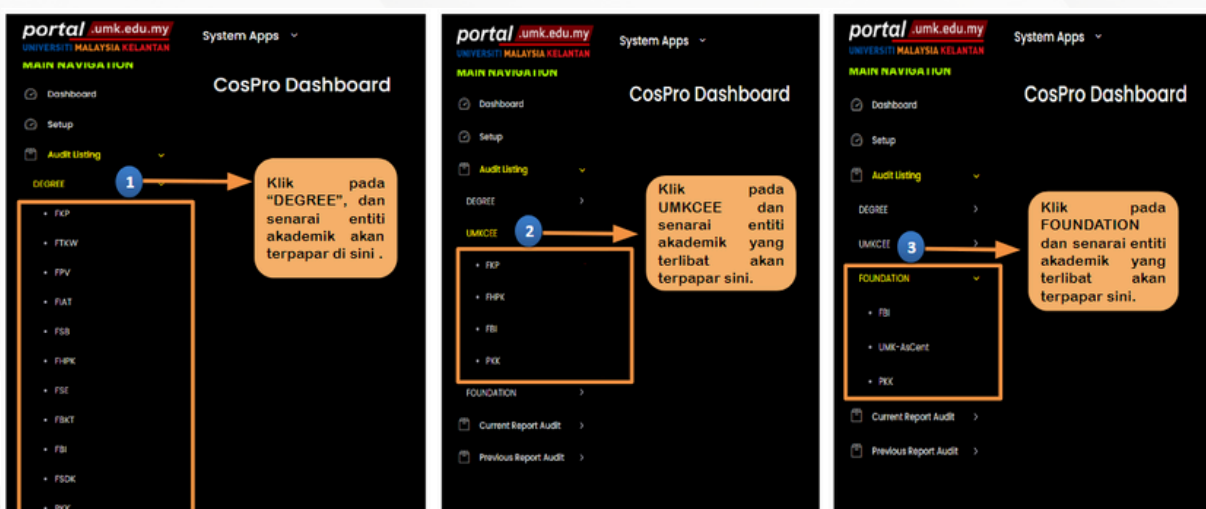 portal .umk.edu.my
UNIVERSITI MALAYSIA KELANTAN
System Apps
MAIN NAVIGATION
CosPro Dashboard
Dashboard
Setup
Audit Listing
DEGREE
1
Klik pada
“DEGREE”, dan
senarai entiti
akademik akan
terpapar di sini .
FKP
FTKW
FPV
FIAT
FSB
FHPK
FSE
FBKT
FBI
FSDK
PKK
portal .umk.edu.my
UNIVERSITI MALAYSIA KELANTAN
System Apps
MAIN NAVIGATION
CosPro Dashboard
Dashboard
Setup
Audit Listing
DEGREE
UMKCEE
2
Klik pada
UMKCEE dan
senarai entiti
akademik yang
terlibat akan
terpapar sini.
FKP
FHPK
FBI
PKK
FOUNDATION
Current Report Audit
Previous Report Audit
portal .umk.edu.my
UNIVERSITI MALAYSIA KELANTAN
System Apps
MAIN NAVIGATION
CosPro Dashboard
Dashboard
Setup
Audit Listing
DEGREE
UMKCEE
3
Klik pada
FOUNDATION
dan senarai entiti
akademik yang
terlibat akan
terpapar sini.
FOUNDATION
FBI
UMK-AsCent
PKK
Current Report Audit
Previous Report Audit